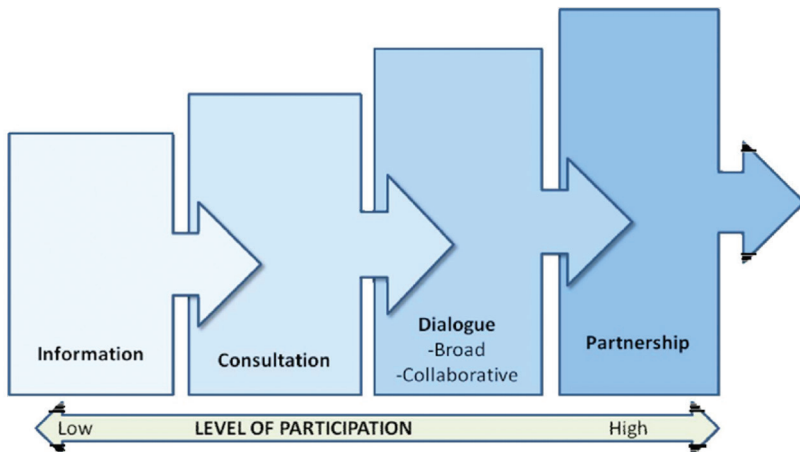 Information
Consultation
Dialogue
-Broad
-Collaborative
Partnership
Low LEVEL OF PARTICIPATION High